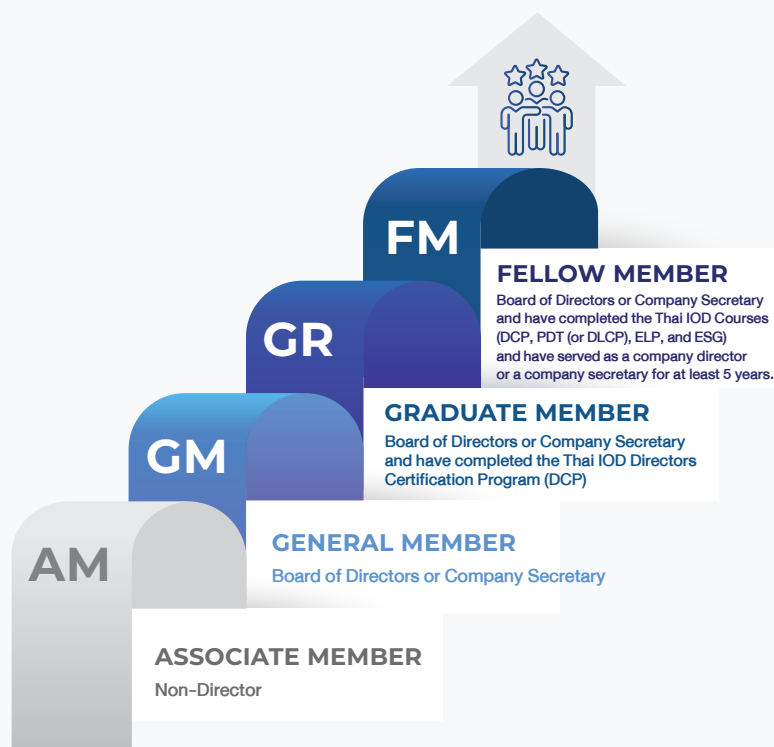 FM
FELLOW MEMBER
Board of Directors or Company Secretary
and have completed the Thai IOD Courses
(DCP, PDT (or DLCP), ELP, and ESG)
and have served as a company director
or a company secretary for at least 5 years.
GR
GRADUATE MEMBER
Board of Directors or Company Secretary
and have completed the Thai IOD Directors
Certification Program (DCP)
GM
GENERAL MEMBER
Board of Directors or Company Secretary
AM
ASSOCIATE MEMBER
Non-Director